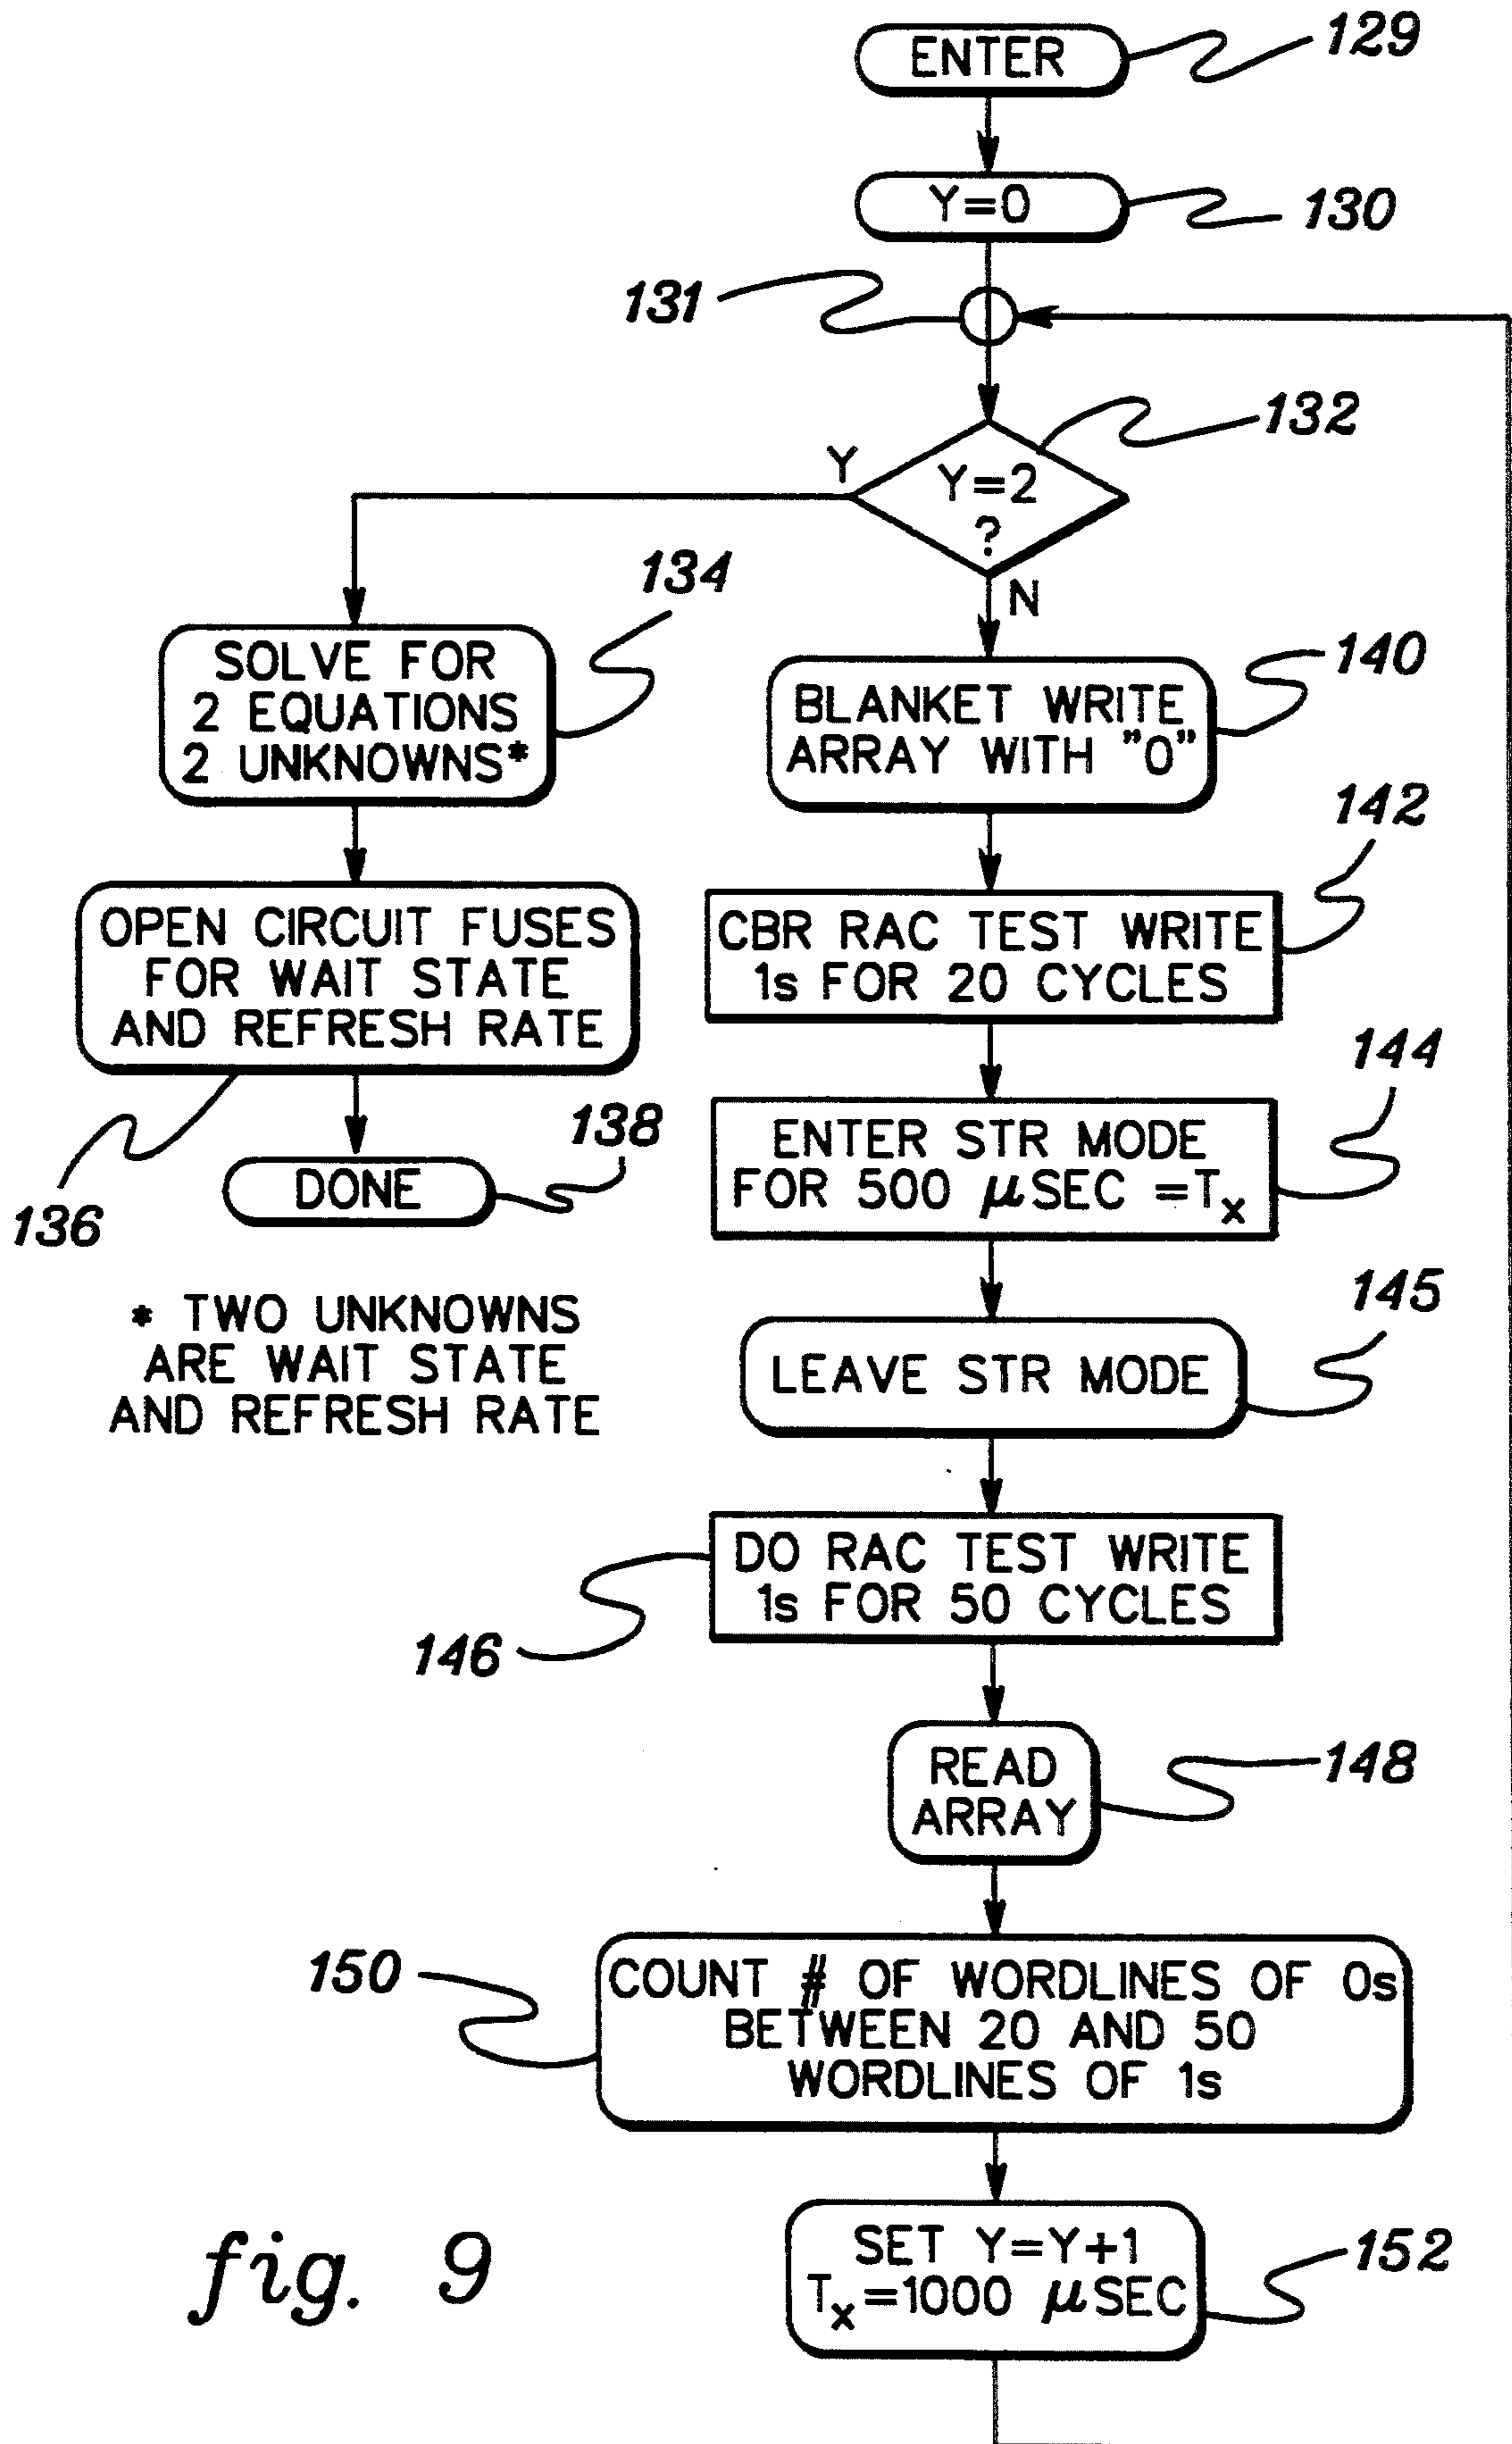 ENTER
129
Y=0
130
131
132
Y
Y=2
?
N
134
SOLVE FOR
2 EQUATIONS
2 UNKNOWNS*
140
BLANKET WRITE
ARRAY WITH "0"
142
OPEN CIRCUIT FUSES
FOR WAIT STATE
AND REFRESH RATE
CBR RAC TEST WRITE
1s FOR 20 CYCLES
136
138
DONE
144
ENTER STR MODE
FOR 500 μSEC =Tx
* TWO UNKNOWNS
ARE WAIT STATE
AND REFRESH RATE
145
LEAVE STR MODE
146
DO RAC TEST WRITE
1s FOR 50 CYCLES
READ
ARRAY
148
150
COUNT # OF WORDLINES OF 0s
BETWEEN 20 AND 50
WORDLINES OF 1s
SET Y=Y+1
Tx=1000 μSEC
152
fig. 9